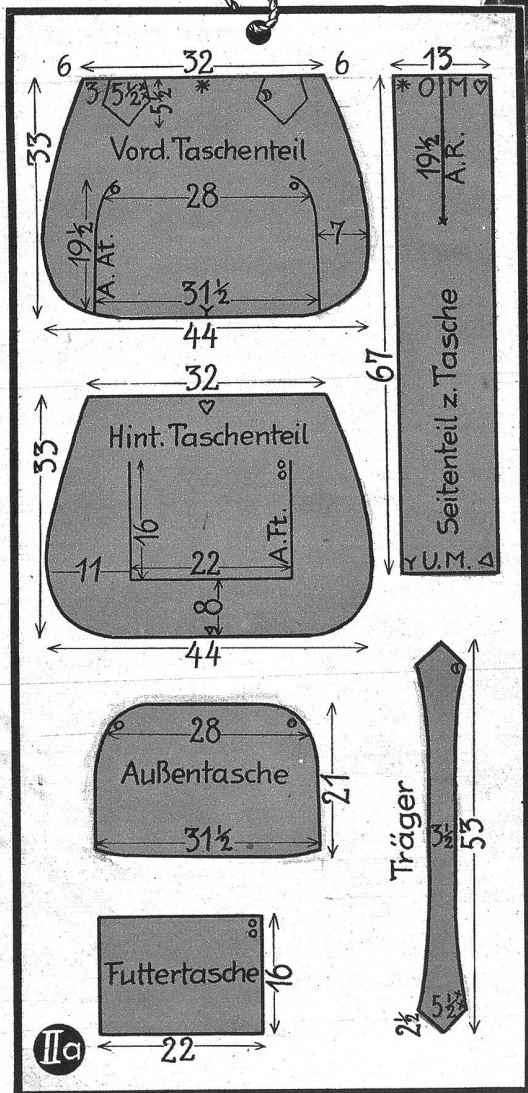 6 32 6
3 5½ 5½
33
Vord. Taschenteil
28
19½
A. At.
7
31½
44
13
* O M ♡
19½
A.R.
67
Seitenteil z. Tasche
Y U.M. △
32
33
Hint. Taschenteil
16
A.Ft.
11
22
8
44
28
Außentasche
21
31½
Träger
3½
53
5½
2½
Futtertasche
16
22
IIa